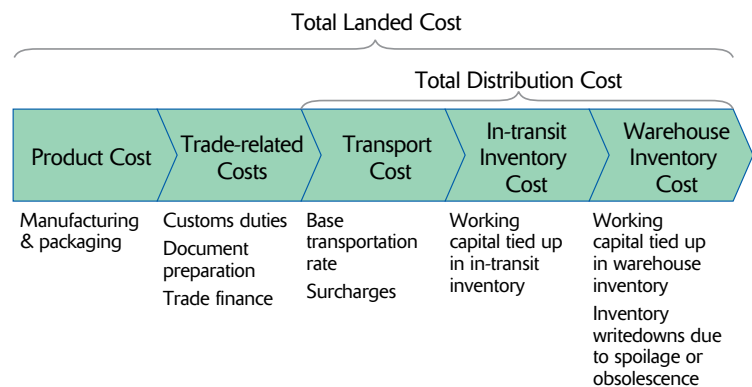 Total Landed Cost
Total Distribution Cost
Product Cost
Trade-related
Costs
Transport
Cost
In-transit
Inventory
Cost
Warehouse
Inventory
Cost
Manufacturing
& packaging
Customs duties
Document
preparation
Trade finance
Base
transportation
rate
Surcharges
Working
capital tied up
in in-transit
inventory
Working
capital tied up
in warehouse
inventory
Inventory
writedowns due
to spoilage or
obsolescence